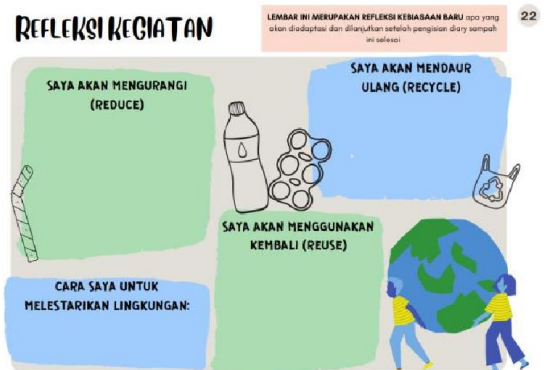 REFLEKSI KEGIATAN
LEMBAR INI MERUPAKAN REFLEKSI KEBIASAAN BARU apa yang
akan diadaptasi dan dilanjutkan setelah pengisian diary sampah
ini selesai
22
SAYA AKAN MENGURANGI
(REDUCE)
SAYA AKAN MENDAUR
ULANG (RECYCLE)
SAYA AKAN MENGGUNAKAN
KEMBALI (REUSE)
CARA SAYA UNTUK
MELESTARIKAN LINGKUNGAN: